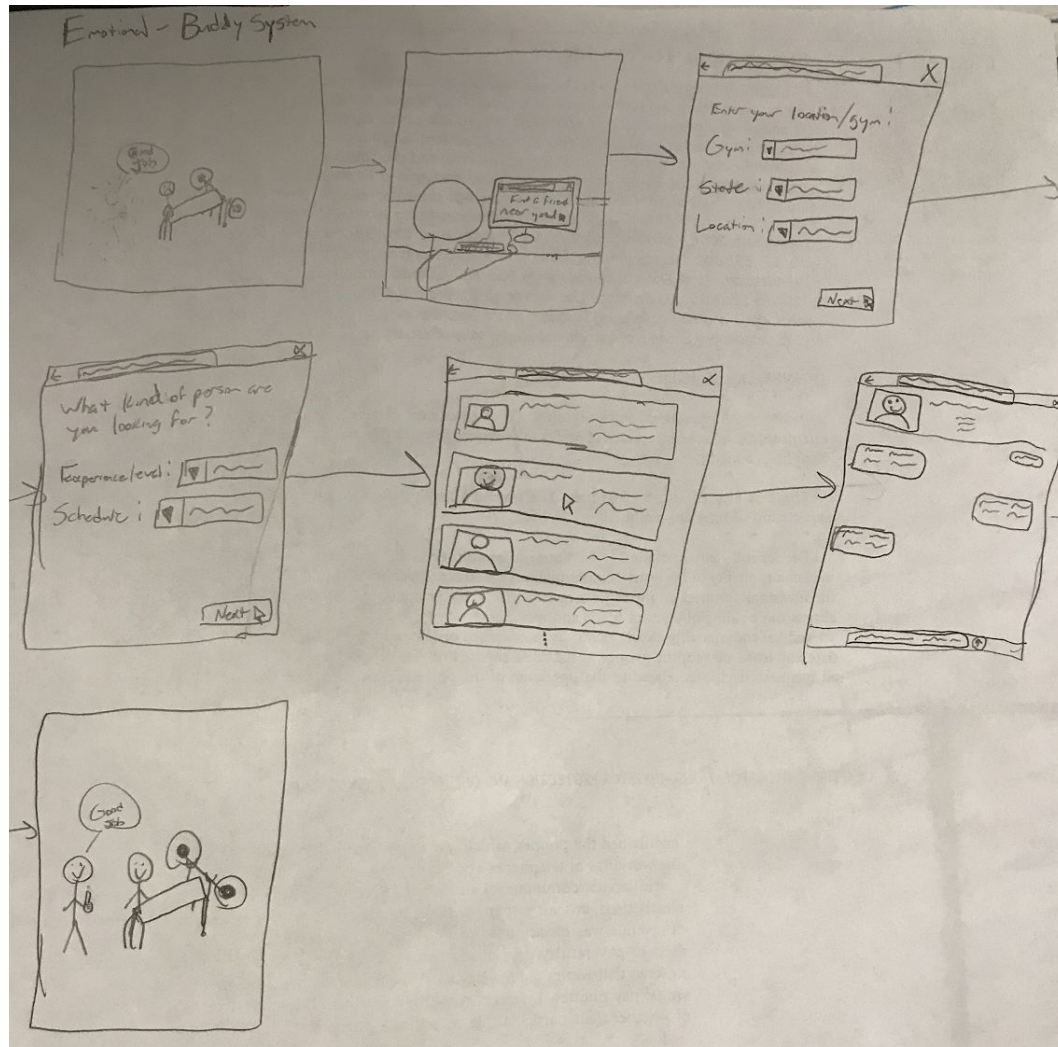 Emotional - Buddy System
Good
Job
Find a friend
near you!
Enter your location/gym:
Gym:
State:
Location:
Next
What kind of person are
you looking for?
Experience level:
Schedule:
Next
Good
Job